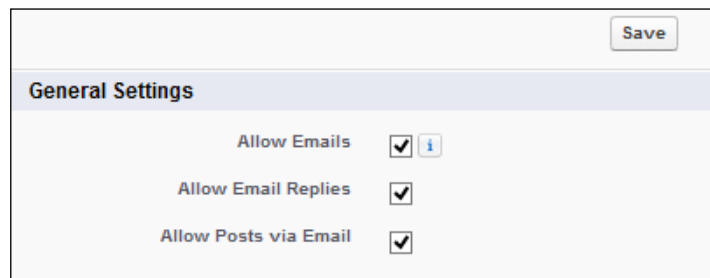 Save
General Settings
Allow Emails i
Allow Email Replies
Allow Posts via Email